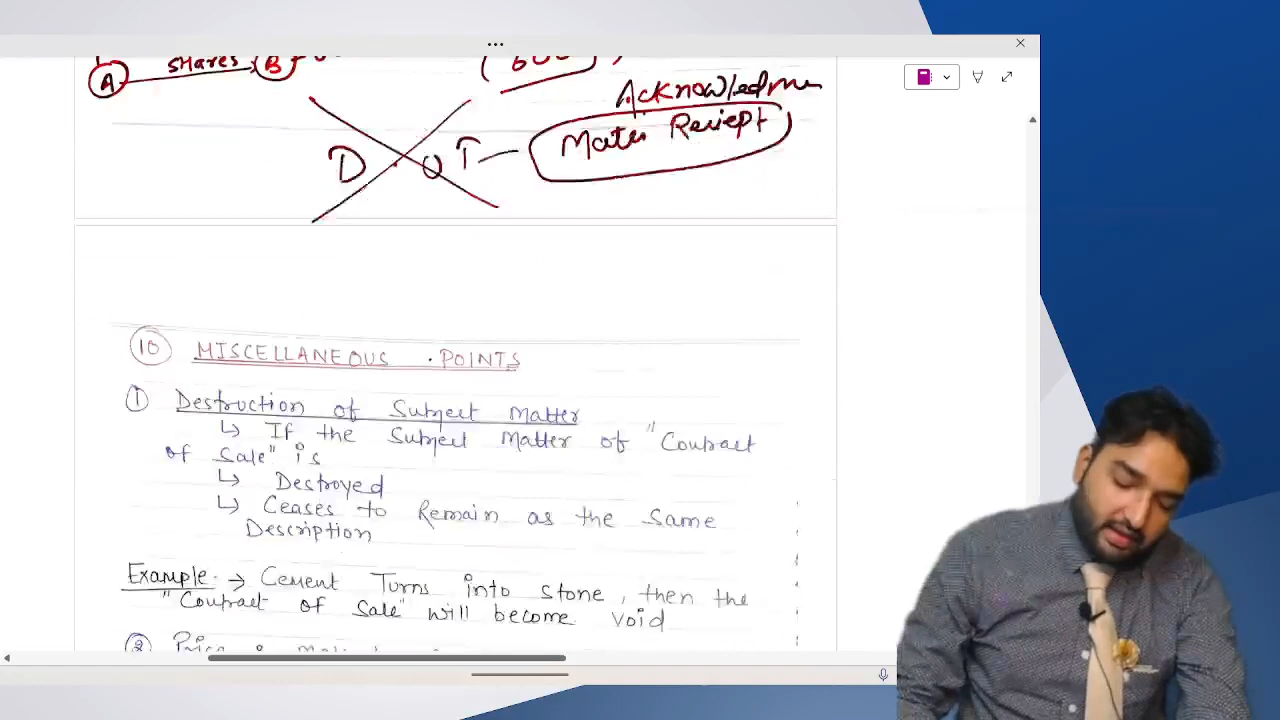 A shares B
Acknowledgme
Mate Reciept
D O T
10 MISCELLANEOUS . POINTS
1 Destruction of Subject Matter
↳ If the Subject Matter of "Contract
of Sale" is
↳ Destroyed
↳ Ceases to Remain as the Same
Description
Example → Cement Turns into stone, then the
"Contract of Sale" will become void
2